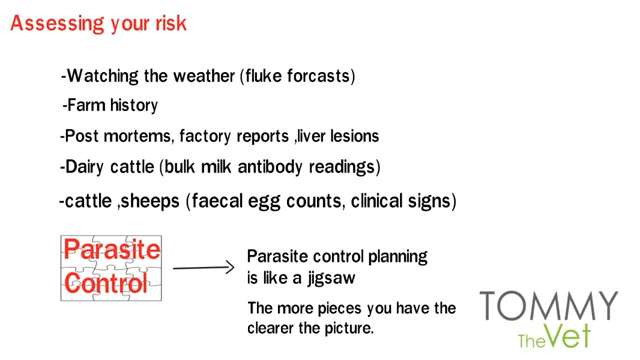 Assessing your risk
-Watching the weather (fluke forcasts)
-Farm history
-Post mortems, factory reports ,liver lesions
-Dairy cattle (bulk milk antibody readings)
-cattle ,sheeps (faecal egg counts, clinical signs)
Parasite
Control
Parasite control planning
is like a jigsaw
The more pieces you have the
clearer the picture.
TOMMY
TheVet